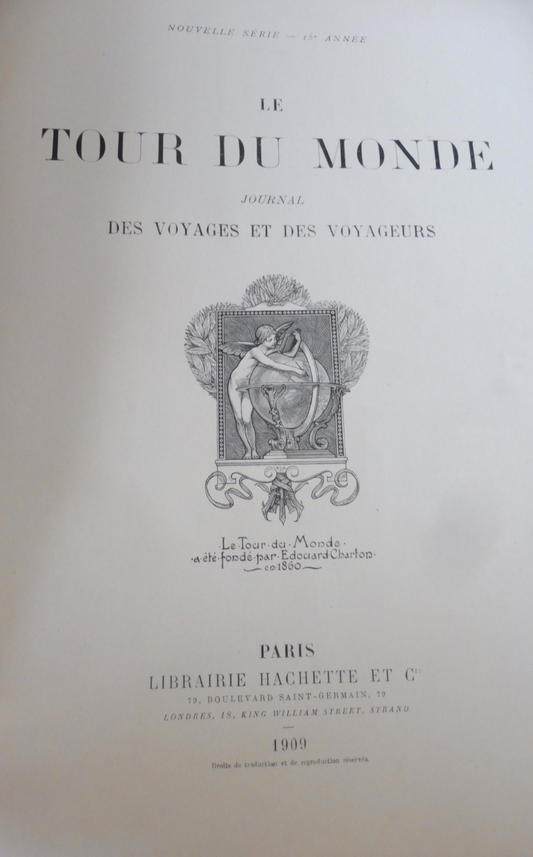 NOUVELLE SÉRIE — 15e ANNÉE
LE
TOUR DU MONDE
JOURNAL
DES VOYAGES ET DES VOYAGEURS
Le·Tour·du·Monde·
·a·été·fondé·par·Edouard Charton·
en 1860
PARIS
LIBRAIRIE HACHETTE ET Cie
79, BOULEVARD SAINT-GERMAIN, 79
LONDRES, 18, KING WILLIAM STREET, STRAND
1909
Droits de traduction et de reproduction réservés.